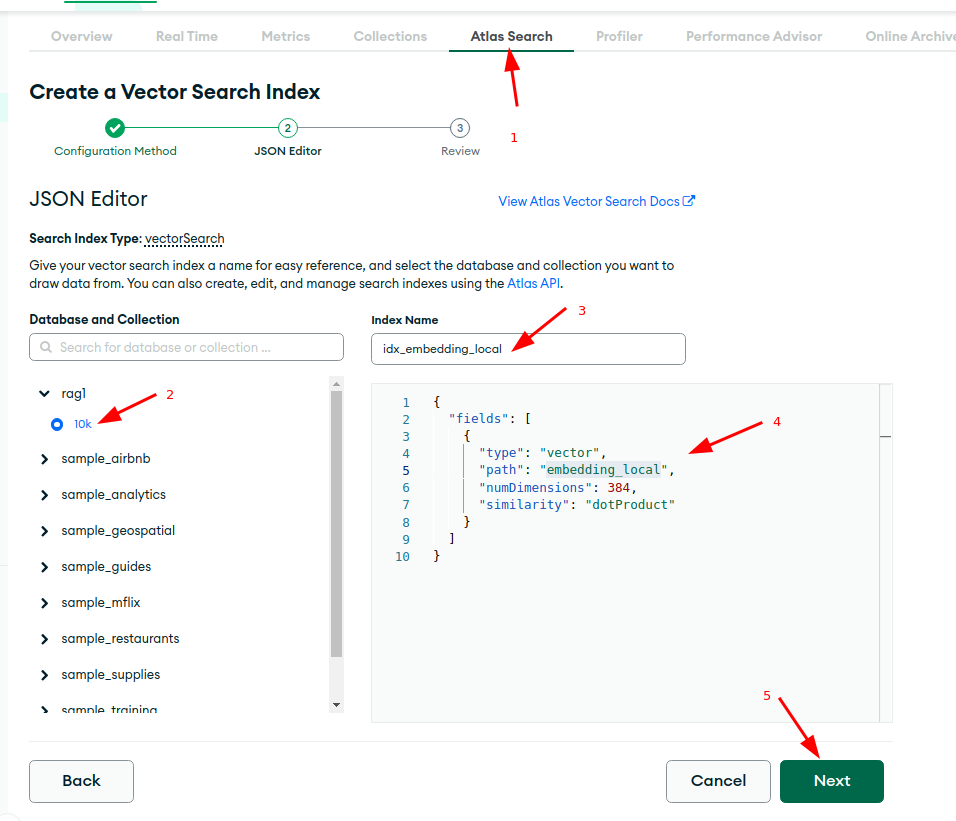 Overview Real Time Metrics Collections Atlas Search Profiler Performance Advisor Online Archive
1
Create a Vector Search Index
2 3
Configuration Method JSON Editor Review
JSON Editor
View Atlas Vector Search Docs
Search Index Type: vectorSearch
Give your vector search index a name for easy reference, and select the database and collection you want to
draw data from. You can also create, edit, and manage search indexes using the Atlas API.
Database and Collection
Search for database or collection ...
rag1
10k
2
sample_airbnb
sample_analytics
sample_geospatial
sample_guides
sample_mflix
sample_restaurants
sample_supplies
sample_training
Index Name
3
idx_embedding_local
4
1 {
2 "fields": [
3 {
4 "type": "vector",
5 "path": "embedding_local",
6 "numDimensions": 384,
7 "similarity": "dotProduct"
8 }
9 ]
10 }
5
Back Cancel Next